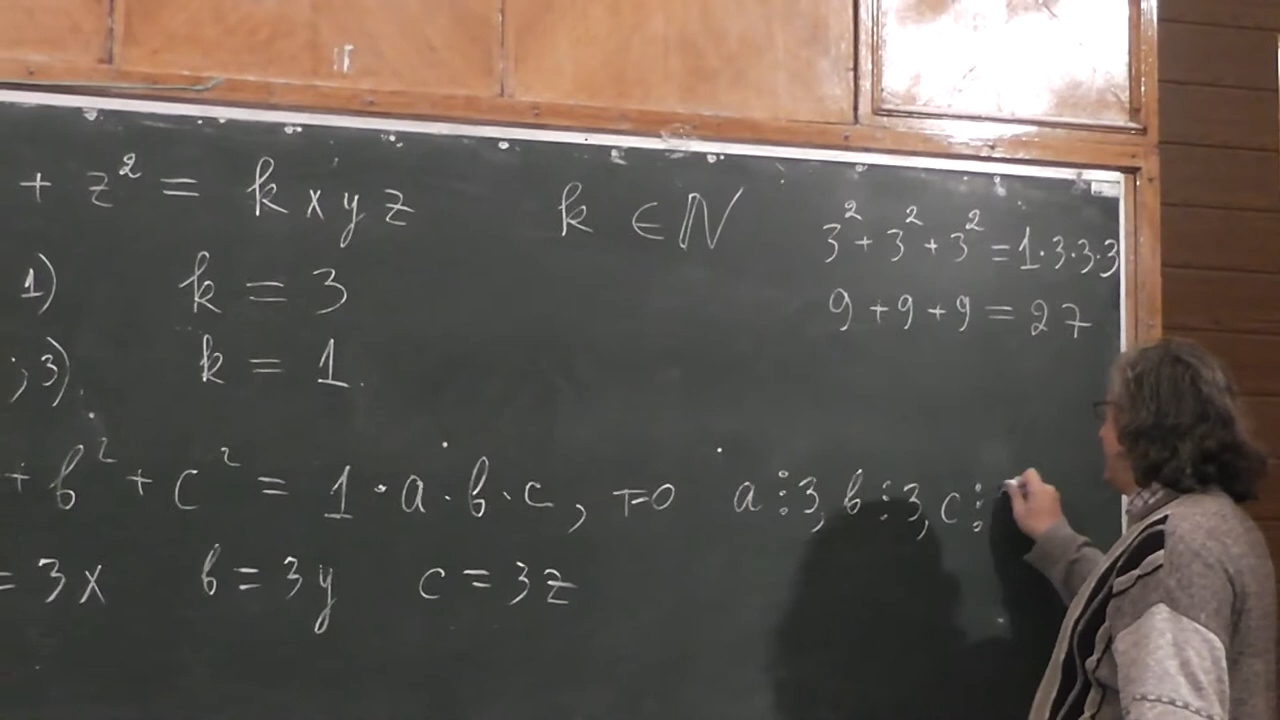 + z² = k x y z k ∈ ℕ
3² + 3² + 3² = 1·3·3·3
9 + 9 + 9 = 27
1) k = 3
;3) k = 1.
+ b² + c² = 1 · a · b · c, то a⋮3, b⋮3, c⋮
= 3x b = 3y c = 3z